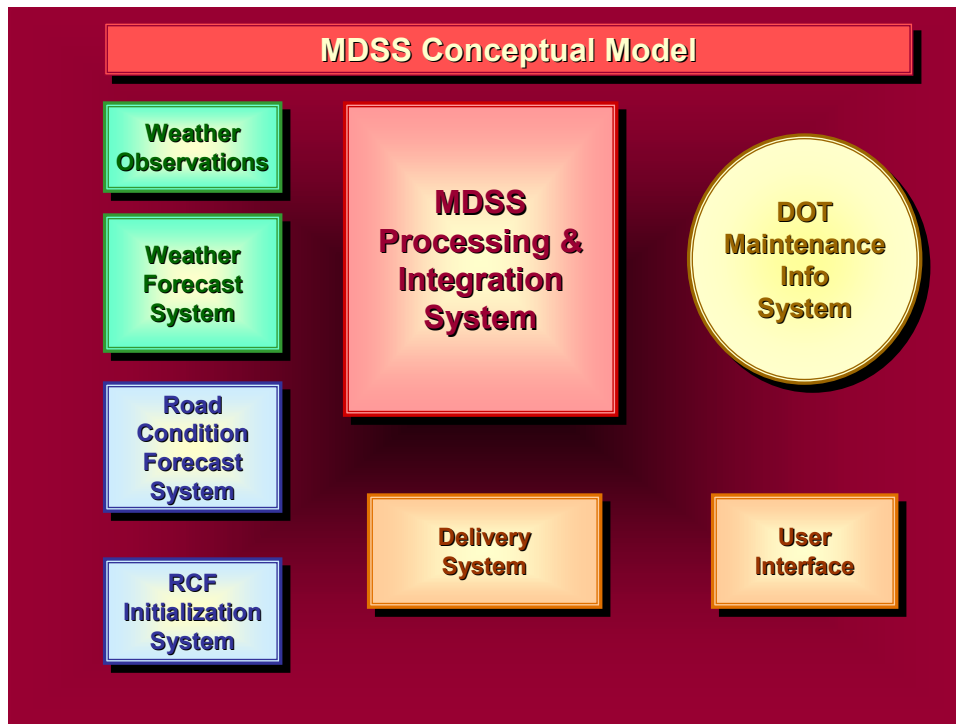 MDSS Conceptual Model
Weather
Observations
Weather
Forecast
System
Road
Condition
Forecast
System
RCF
Initialization
System
MDSS
Processing &
Integration
System
Delivery
System
DOT
Maintenance
Info
System
User
Interface